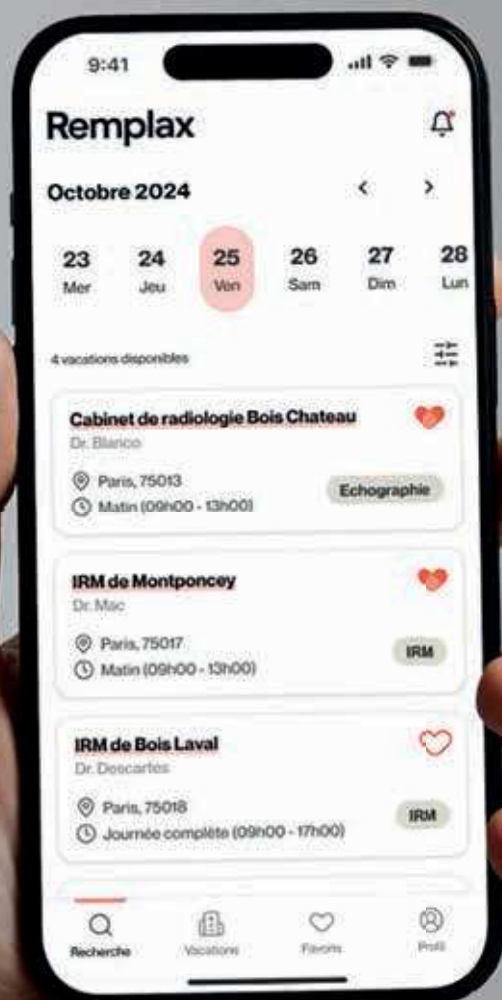 9:41
Remplax
Octobre 2024
23 24 25 26 27 28
Mer Jeu Ven Sam Dim Lun
4 vacations disponibles
Cabinet de radiologie Bois Chateau
Dr. Blanco
Paris, 75013
Echographie
Matin (09h00 - 13h00)
IRM de Montponcey
Dr. Mac
Paris, 75017
IRM
Matin (09h00 - 13h00)
IRM de Bois Laval
Dr. Descartes
Paris, 75018
IRM
Journée complète (09h00 - 17h00)
Recherche Vacations Favoris Profil